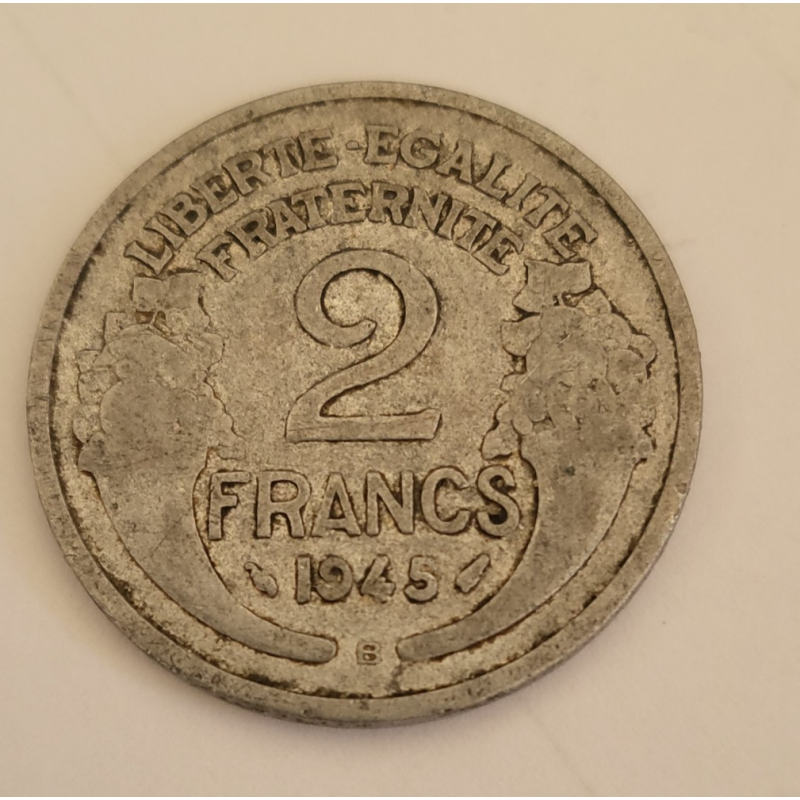 LIBERTE-EGALITE
FRATERNITE
2
FRANCS
1945
B